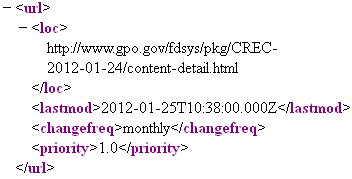 − <url>
− <loc>
http://www.gpo.gov/fdsys/pkg/CREC-
2012-01-24/content-detail.html
</loc>
<lastmod>2012-01-25T10:38:00.000Z</lastmod>
<changefreq>monthly</changefreq>
<priority>1.0</priority>
</url>